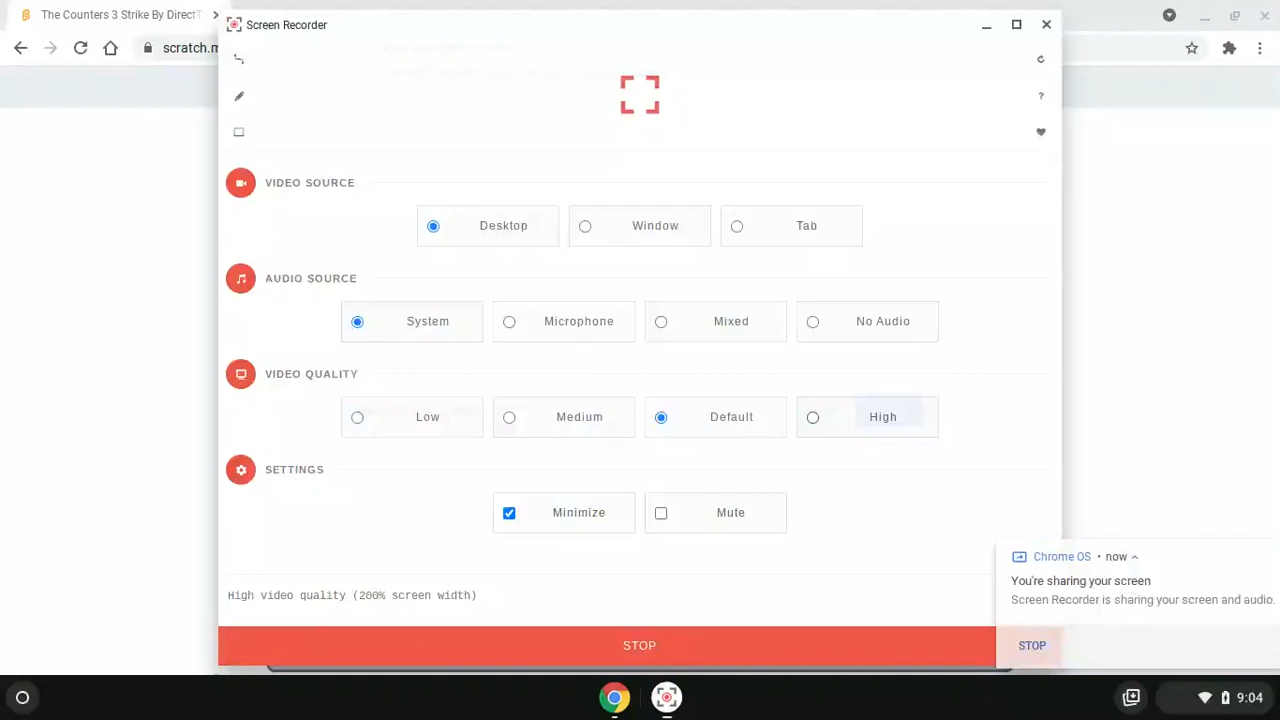 The Counters 3 Strike By DirectT
Screen Recorder
scratch.m
VIDEO SOURCE
Desktop
Window
Tab
AUDIO SOURCE
System
Microphone
Mixed
No Audio
VIDEO QUALITY
Low
Medium
Default
High
SETTINGS
Minimize
Mute
Chrome OS • now
You're sharing your screen
Screen Recorder is sharing your screen and audio.
High video quality (200% screen width)
STOP
STOP
9:04